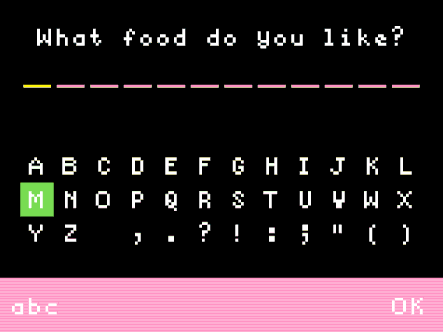 What food do you like?
A B C D E F G H I J K L
M N O P Q R S T U V W X
Y Z , . ? ! : ; " ( )
abc OK